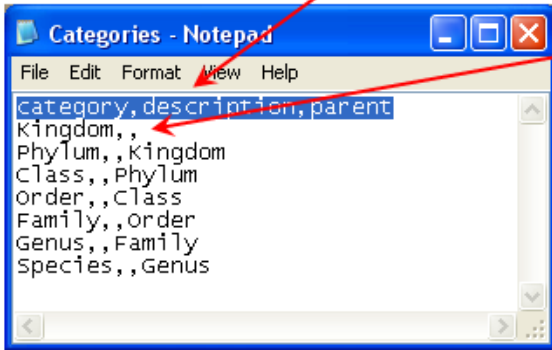 Categories - Notepad
File Edit Format View Help
category,description,parent
Kingdom,,
Phylum,,Kingdom
Class,,Phylum
Order,,Class
Family,,Order
Genus,,Family
Species,,Genus